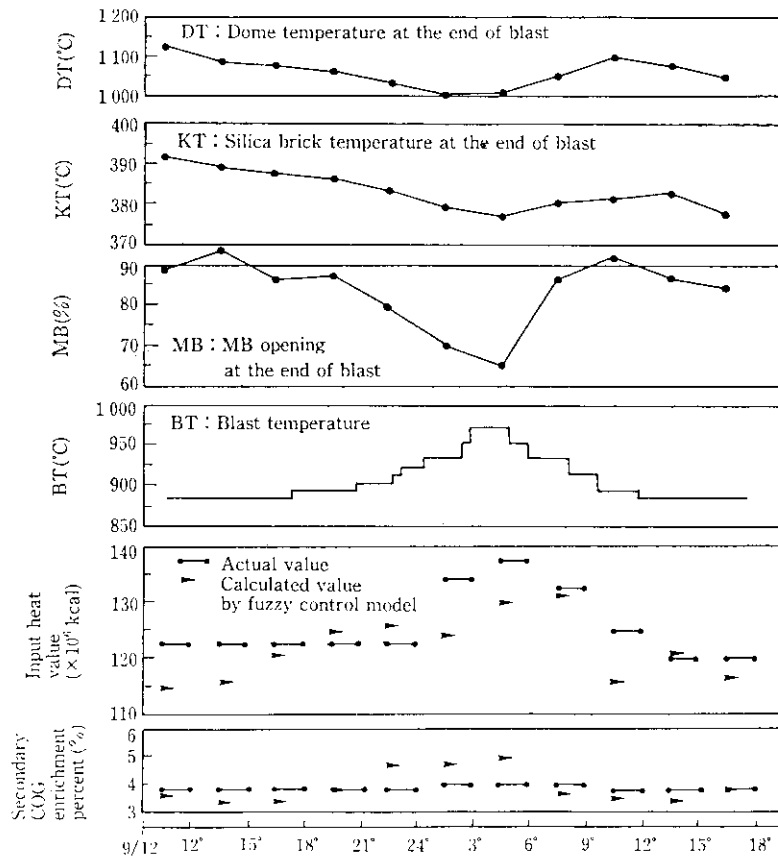 1 200
DT : Dome temperature at the end of blast
1 100
DT(℃)
1 000
400
KT : Silica brick temperature at the end of blast
390
KT(℃)
380
370
90
80
MB(%)
70
MB : MB opening
at the end of blast
60
1 000
BT : Blast temperature
950
BT(℃)
900
850
140
Actual value
Calculated value
by fuzzy control model
130
Input heat
value
(×10⁶ kcal)
120
110
6
5
4
3
Secondary
COG
enrichment
percent (%)
9/12 12° 15° 18° 21° 24° 3° 6° 9° 12° 15° 18°